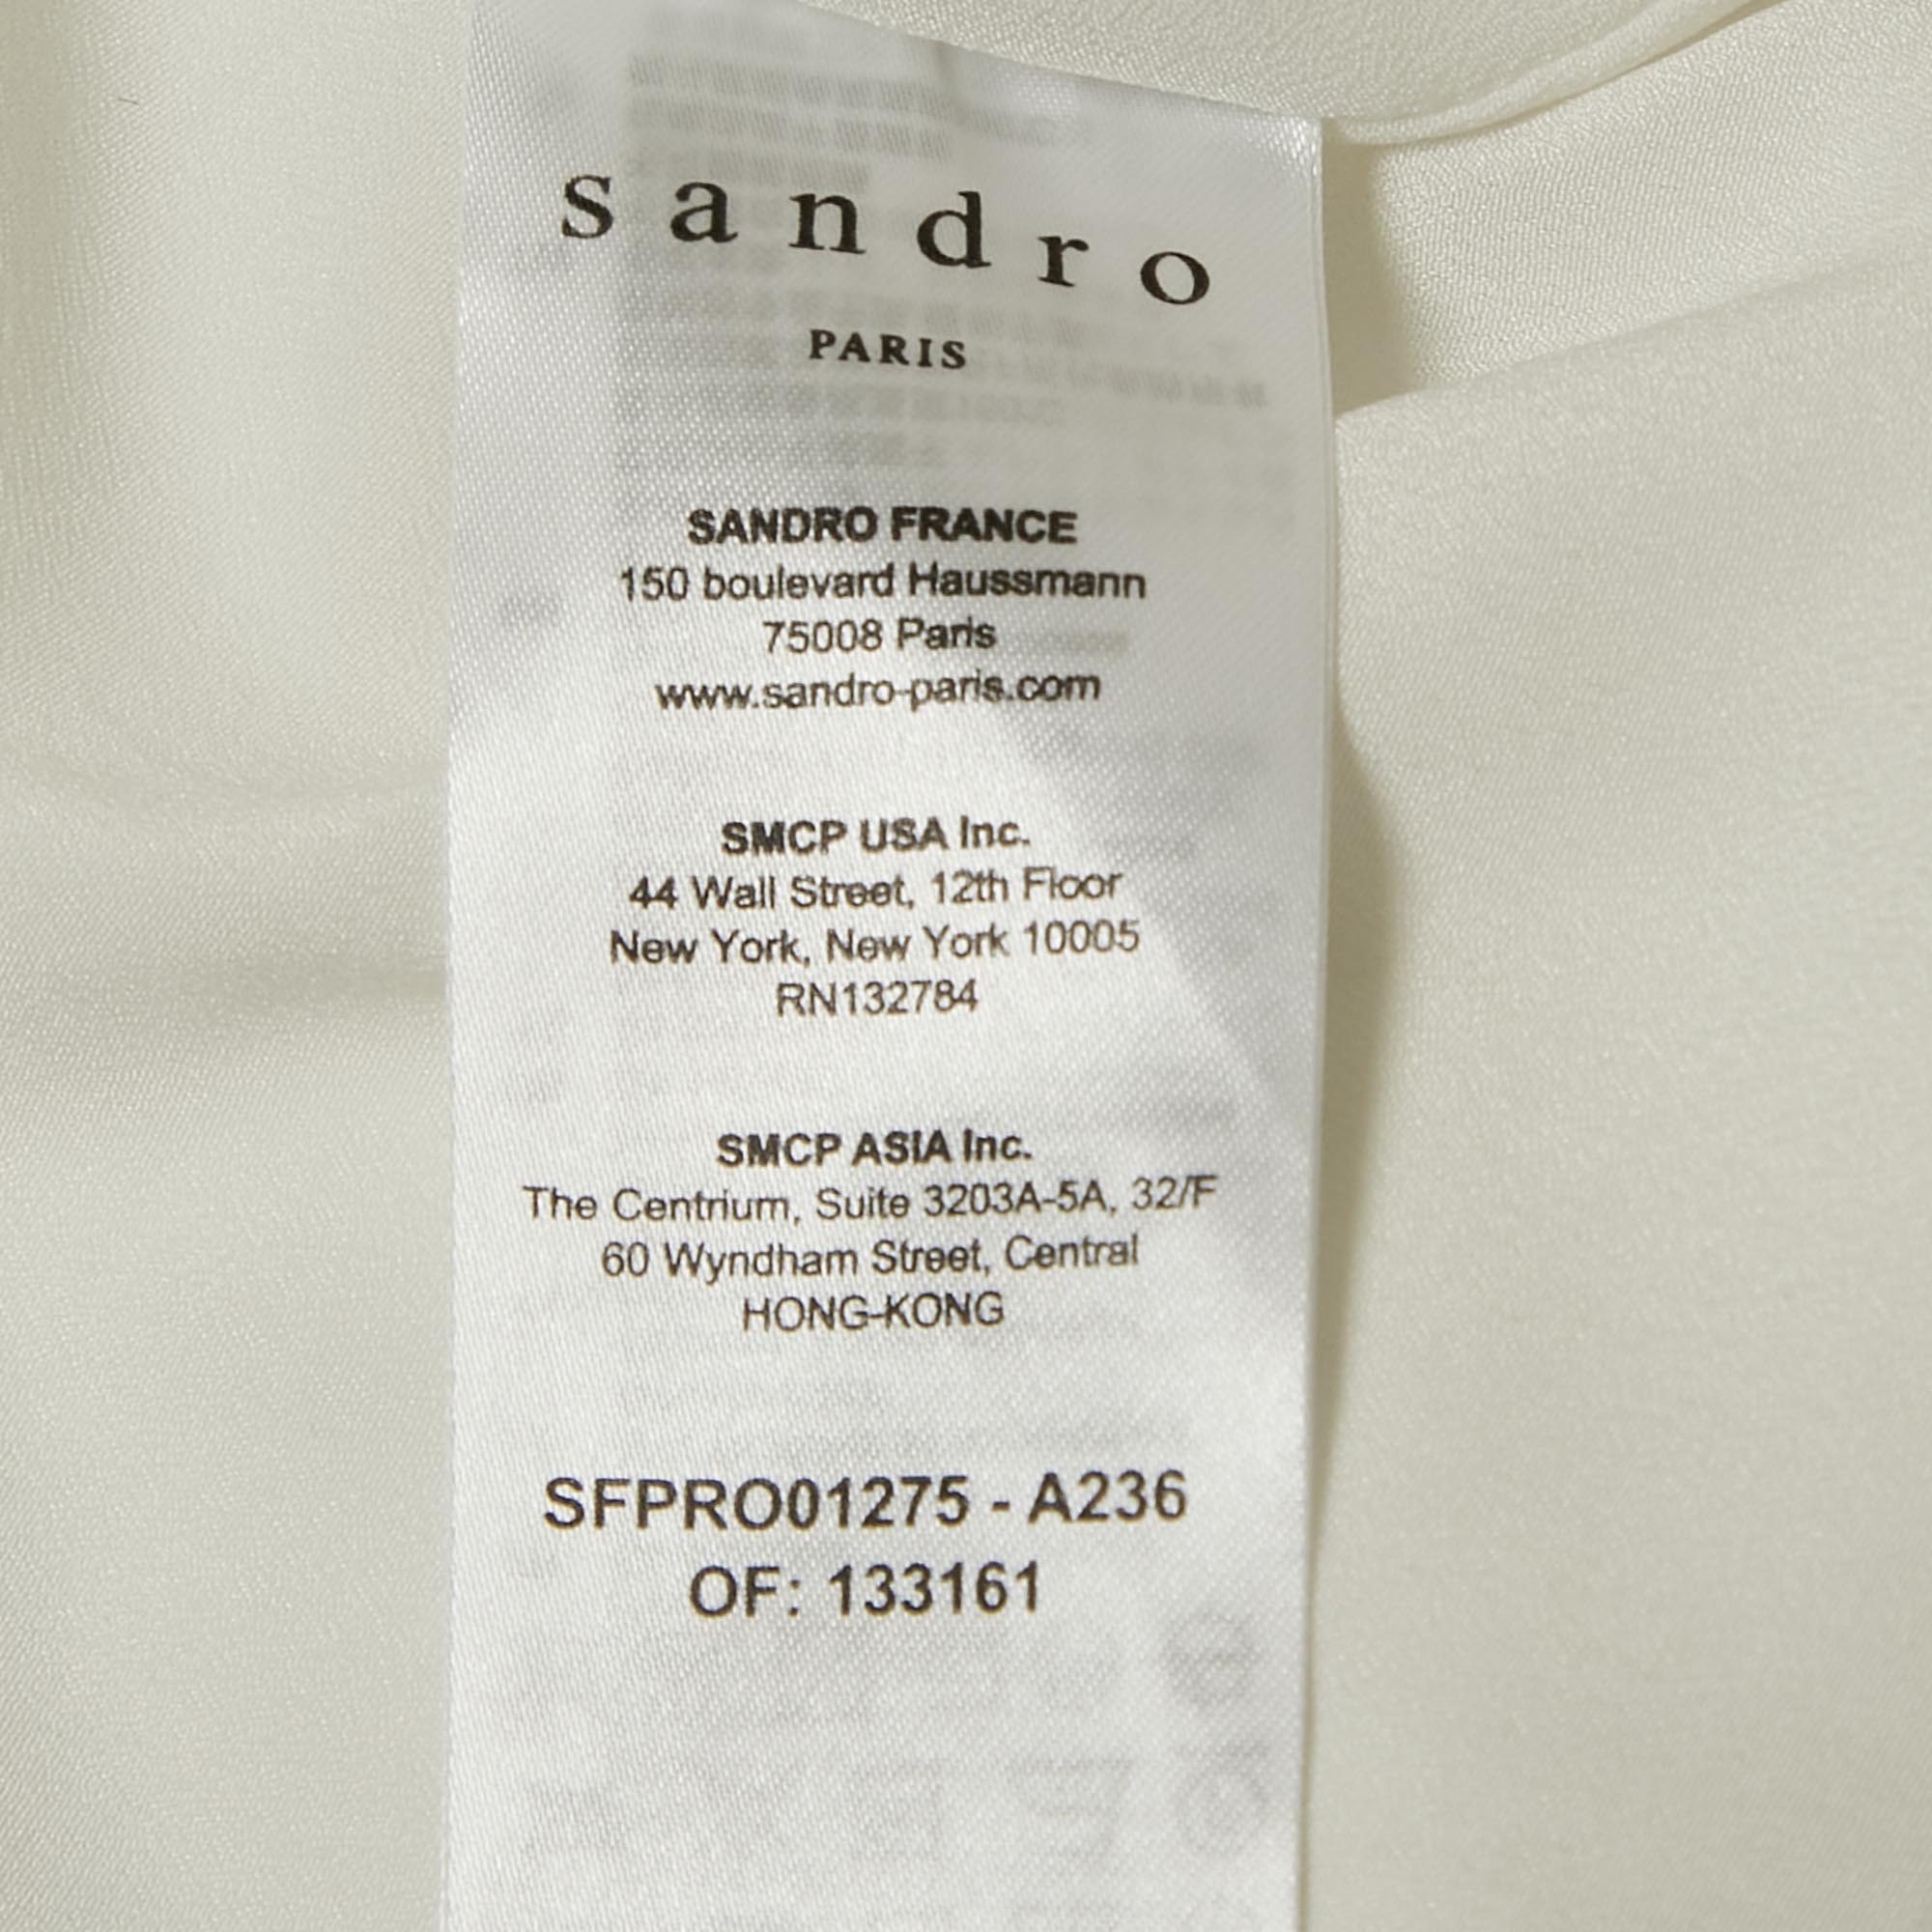 sandro
PARIS
SANDRO FRANCE
150 boulevard Haussmann
75008 Paris
www.sandro-paris.com
SMCP USA Inc.
44 Wall Street, 12th Floor
New York, New York 10005
RN132784
SMCP ASIA Inc.
The Centrium, Suite 3203A-5A, 32/F
60 Wyndham Street, Central
HONG-KONG
SFPRO01275 - A236
OF: 133161